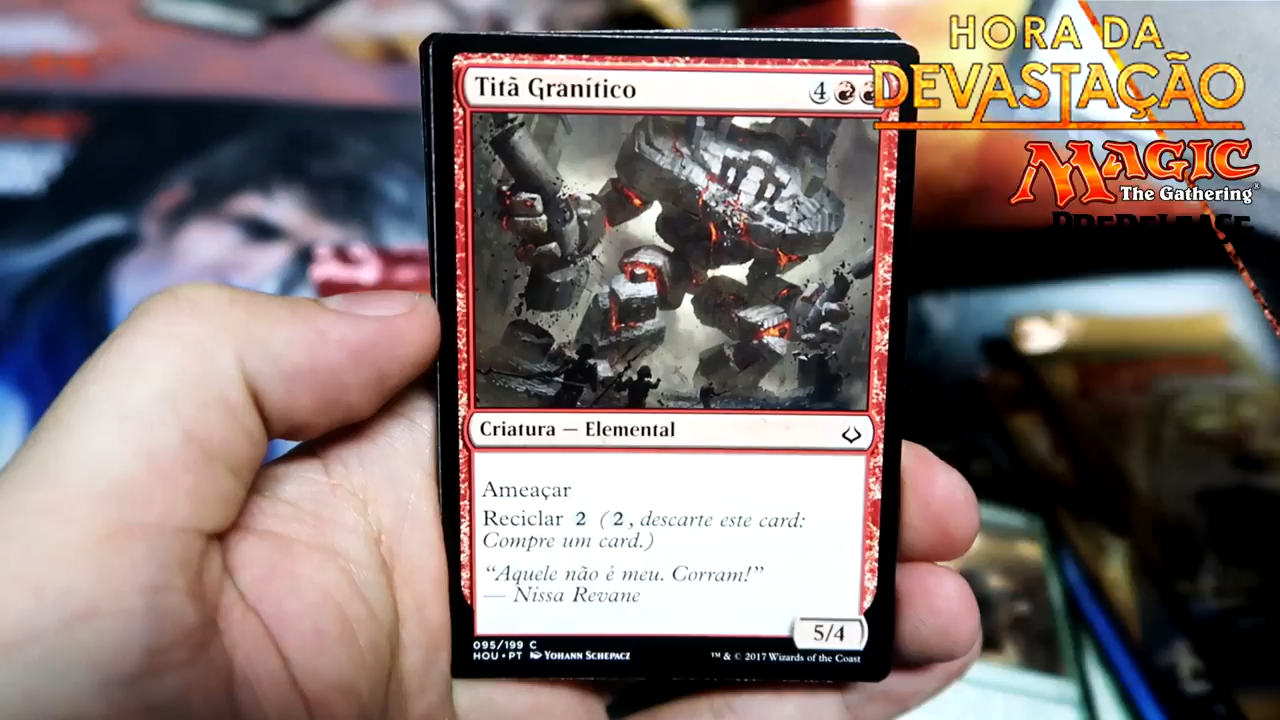 HORA DA
DEVASTAÇÃO
MAGIC
The Gathering®
PRERELEASE
Titã Granítico
4
Criatura — Elemental
Ameaçar
Reciclar 2 (2, descarte este card:
Compre um card.)
“Aquele não é meu. Corram!”
— Nissa Revane
5/4
095/199 C
HOU • PT Yohann Schepacz
™ & © 2017 Wizards of the Coast